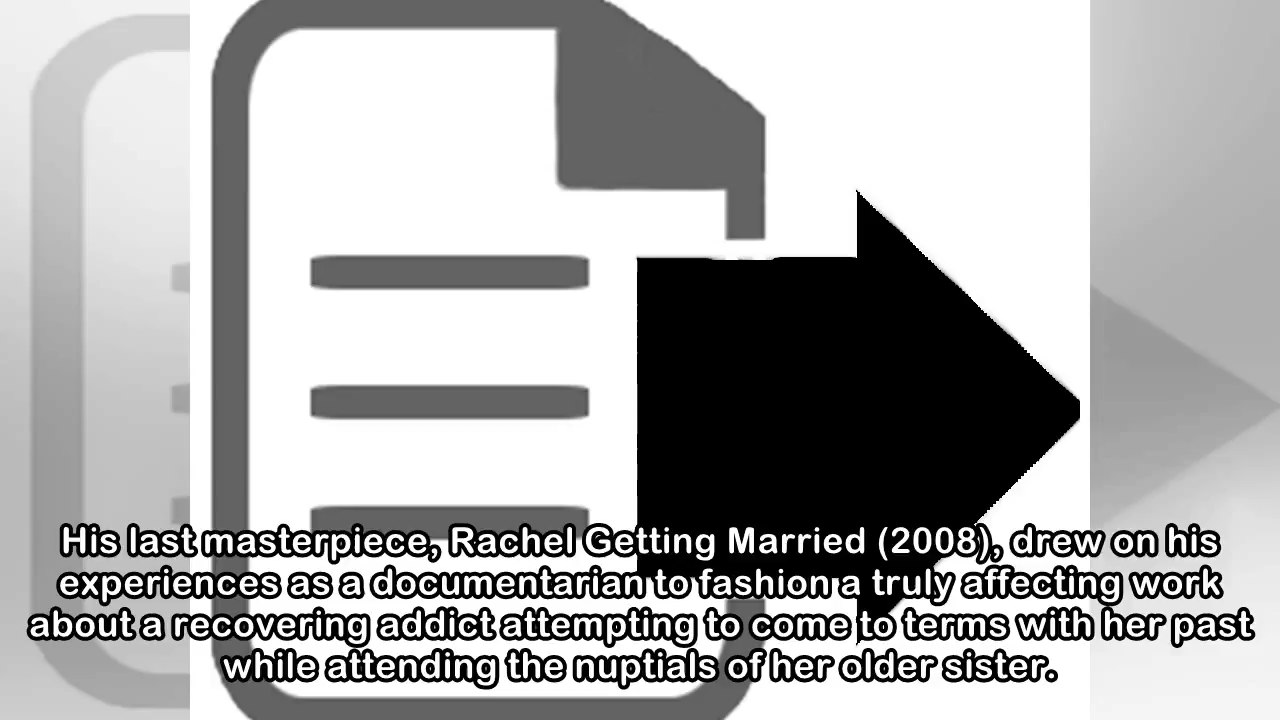 His last masterpiece, Rachel Getting Married (2008), drew on his
experiences as a documentarian to fashion a truly affecting work
about a recovering addict attempting to come to terms with her past
while attending the nuptials of her older sister.